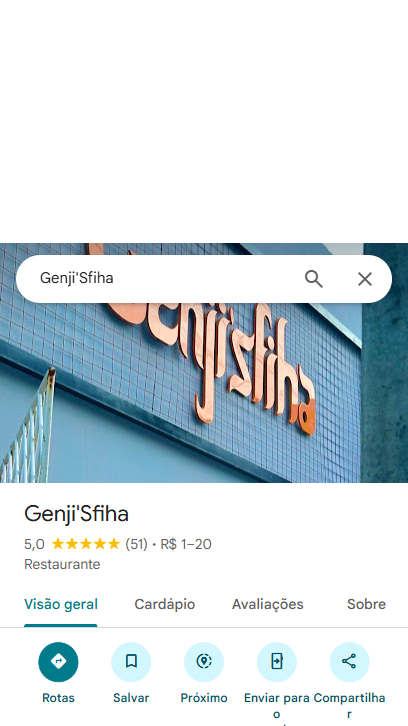 Genji'Sfiha
Genji'sfiha
Genji'Sfiha
5,0 (51) · R$ 1–20
Restaurante
Visão geral Cardápio Avaliações Sobre
Rotas Salvar Próximo Enviar para o Compartilhar